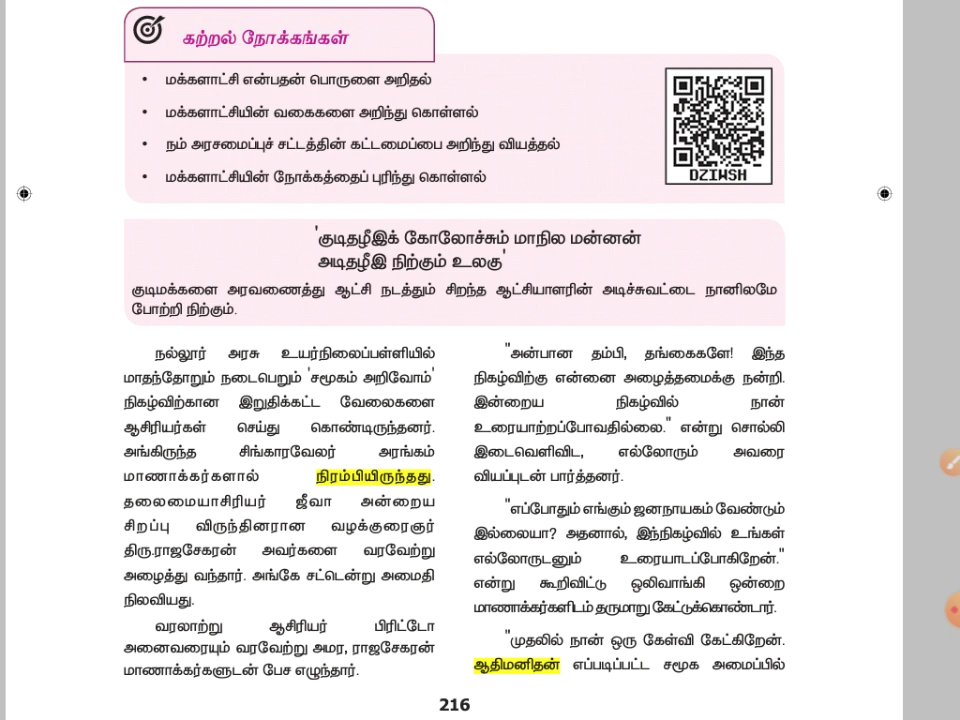 கற்றல் நோக்கங்கள்
• மக்களாட்சி என்பதன் பொருளை அறிதல்
• மக்களாட்சியின் வகைகளை அறிந்து கொள்ளல்
• நம் அரசமைப்புச் சட்டத்தின் கட்டமைப்பை அறிந்து வியத்தல்
• மக்களாட்சியின் நோக்கத்தைப் புரிந்து கொள்ளல்
DZIWSH
'குடிதழீஇக் கோலோச்சும் மாநில மன்னன்
அடிதழீஇ நிற்கும் உலகு'
குடிமக்களை அரவணைத்து ஆட்சி நடத்தும் சிறந்த ஆட்சியாளரின் அடிச்சுவட்டை நானிலமே
போற்றி நிற்கும்.
நல்லூர் அரசு உயர்நிலைப்பள்ளியில்
மாதந்தோறும் நடைபெறும் 'சமூகம் அறிவோம்'
நிகழ்விற்கான இறுதிக்கட்ட வேலைகளை
ஆசிரியர்கள் செய்து கொண்டிருந்தனர்.
அங்கிருந்த சிங்காரவேலர் அரங்கம்
மாணாக்கர்களால் நிரம்பியிருந்தது.
தலைமையாசிரியர் ஜீவா அன்றைய
சிறப்பு விருந்தினரான வழக்குரைஞர்
திரு.ராஜசேகரன் அவர்களை வரவேற்று
அழைத்து வந்தார். அங்கே சட்டென்று அமைதி
நிலவியது.
வரலாற்று ஆசிரியர் பிரிட்டோ
அனைவரையும் வரவேற்று அமர, ராஜசேகரன்
மாணாக்கர்களுடன் பேச எழுந்தார்.
"அன்பான தம்பி, தங்கைகளே! இந்த
நிகழ்விற்கு என்னை அழைத்தமைக்கு நன்றி.
இன்றைய நிகழ்வில் நான்
உரையாற்றப்போவதில்லை." என்று சொல்லி
இடைவெளிவிட, எல்லோரும் அவரை
வியப்புடன் பார்த்தனர்.
"எப்போதும் எங்கும் ஜனநாயகம் வேண்டும்
இல்லையா? அதனால், இந்நிகழ்வில் உங்கள்
எல்லோருடனும் உரையாடப்போகிறேன்."
என்று கூறிவிட்டு ஒலிவாங்கி ஒன்றை
மாணாக்கர்களிடம் தருமாறு கேட்டுக்கொண்டார்.
"முதலில் நான் ஒரு கேள்வி கேட்கிறேன்.
ஆதிமனிதன் எப்படிப்பட்ட சமூக அமைப்பில்
216